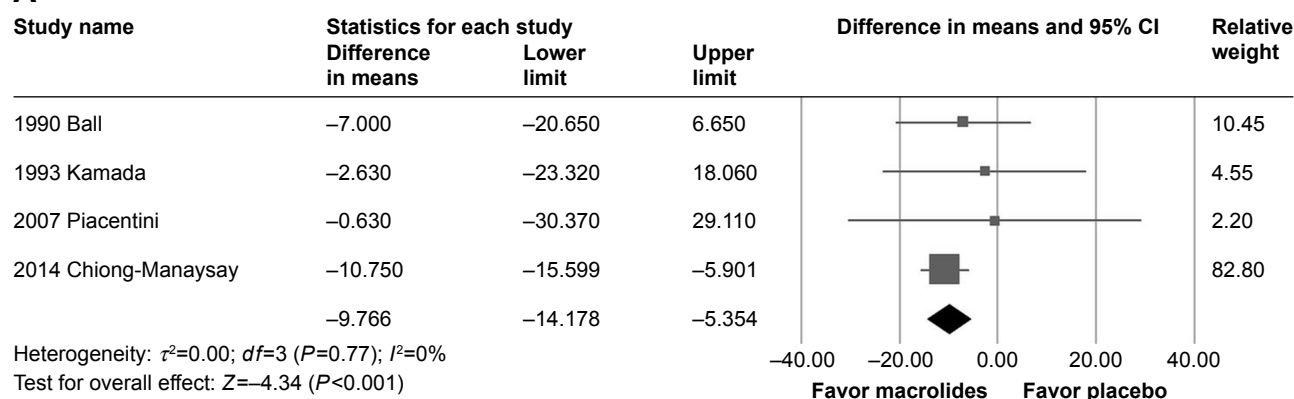 Study name Statistics for each study Difference in means and 95% CI Relative weight
Difference in means Lower limit Upper limit
1990 Ball –7.000 –20.650 6.650 10.45
1993 Kamada –2.630 –23.320 18.060 4.55
2007 Piacentini –0.630 –30.370 29.110 2.20
2014 Chiong-Manaysay –10.750 –15.599 –5.901 82.80
–9.766 –14.178 –5.354
Heterogeneity: τ²=0.00; df=3 (P=0.77); I²=0%
–40.00 –20.00 0.00 20.00 40.00
Test for overall effect: Z=–4.34 (P<0.001)
Favor macrolides Favor placebo